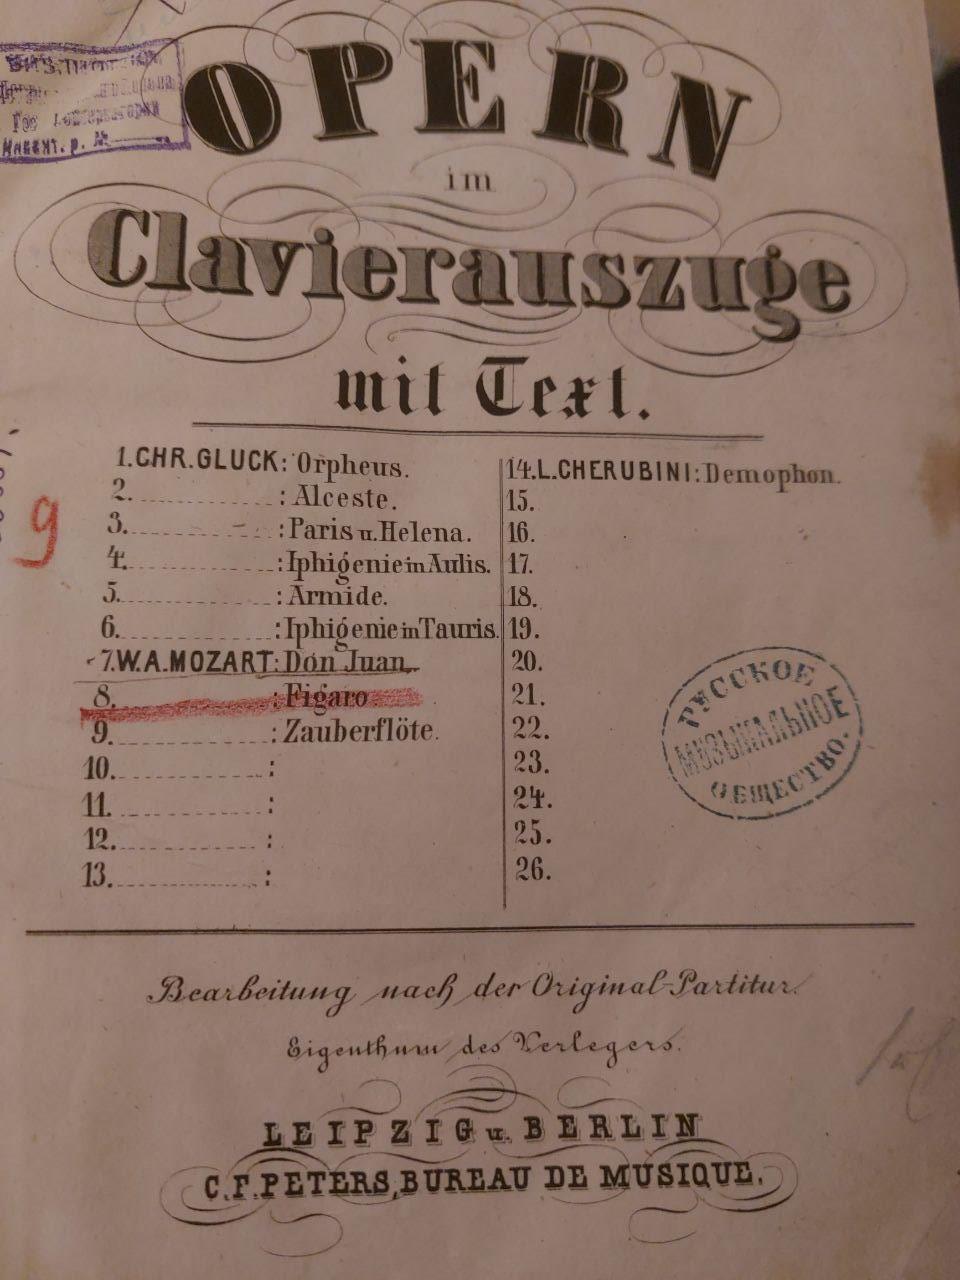 OPERN
im
Clavierauszuge
mit Text.
1. CHR. GLUCK: Orpheus.
2. : Alceste.
3. : Paris u. Helena.
4. : Iphigenie in Aulis.
5. : Armide.
6. : Iphigenie in Tauris.
7. W. A. MOZART: Don Juan
8. : Figaro
9. : Zauberflöte.
10. :
11. :
12. :
13. :
14. L. CHERUBINI: Demophon.
15.
16.
17.
18.
19.
20.
21.
22.
23.
24.
25.
26.
9
РУССКОЕ
МУЗЫКАЛЬНОЕ
ОБЩЕСТВО.
Bearbeitung nach der Original-Partitur.
Eigenthum des Verlegers.
LEIPZIG u. BERLIN
C. F. PETERS, BUREAU DE MUSIQUE.